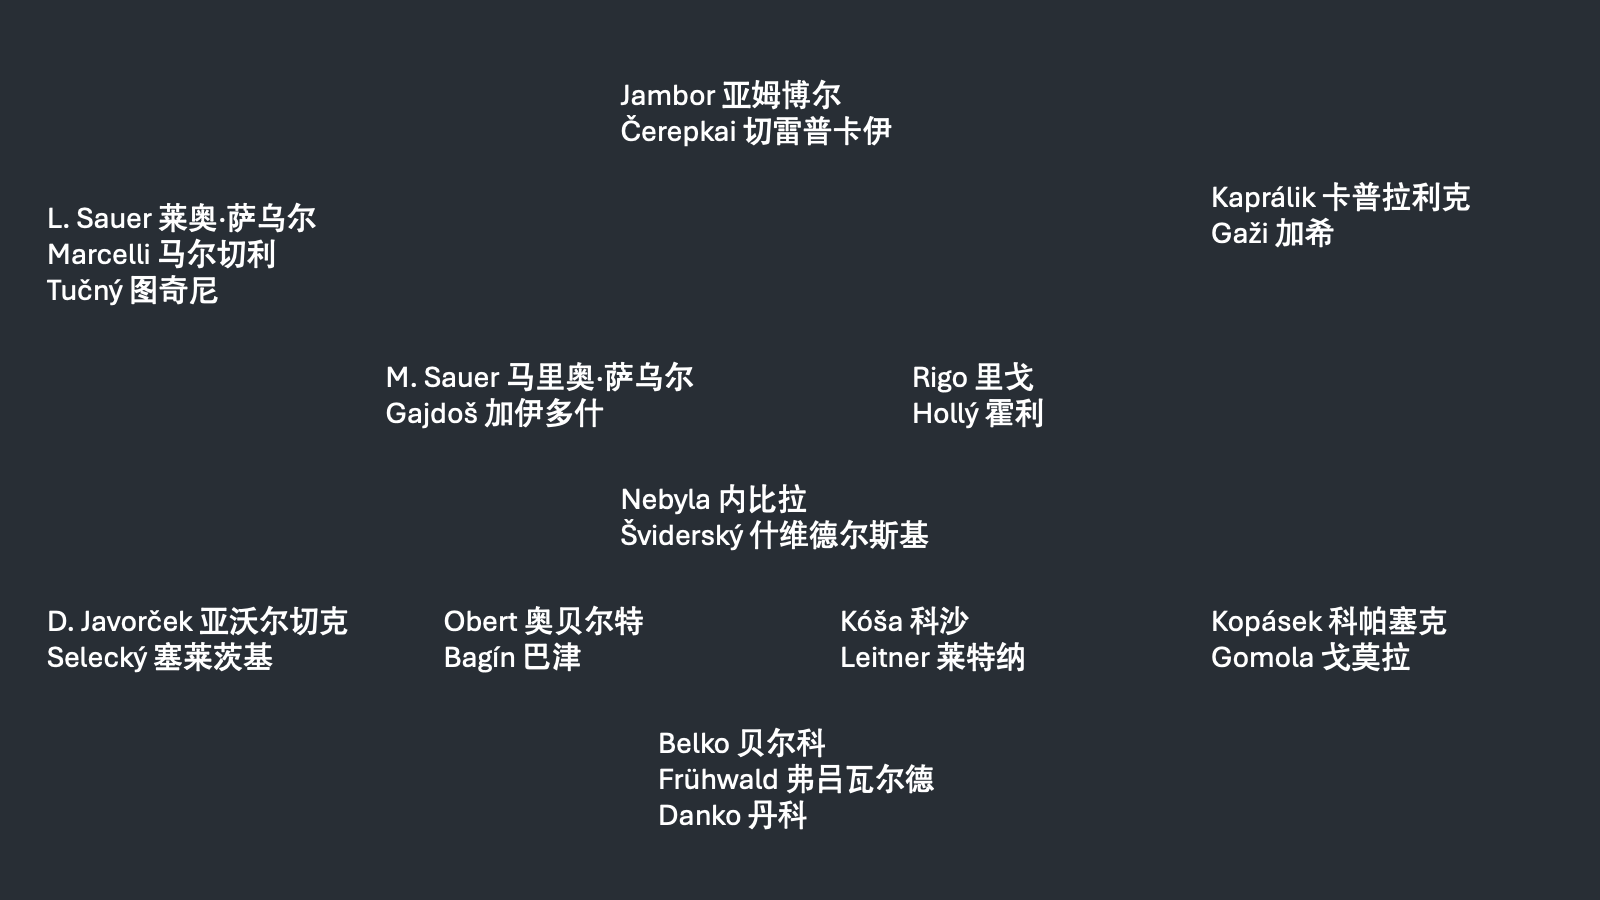 Jambor 亚姆博尔
Čerepkai 切雷普卡伊
Kaprálik 卡普拉利克
Gaži 加希
L. Sauer 莱奥·萨乌尔
Marcelli 马尔切利
Tučný 图奇尼
M. Sauer 马里奥·萨乌尔
Gajdoš 加伊多什
Rigo 里戈
Hollý 霍利
Nebyla 内比拉
Šviderský 什维德尔斯基
D. Javorček 亚沃尔切克
Selecký 塞莱茨基
Obert 奥贝尔特
Bagín 巴津
Kóša 科沙
Leitner 莱特纳
Kopásek 科帕塞克
Gomola 戈莫拉
Belko 贝尔科
Frühwald 弗吕瓦尔德
Danko 丹科